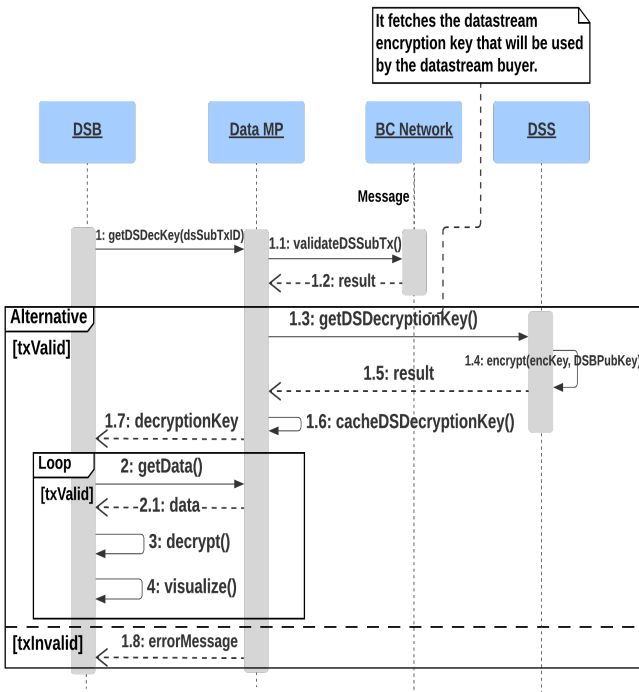 It fetches the datastream
encryption key that will be used
by the datastream buyer.
DSB
Data MP
BC Network
DSS
Message
1: getDSDecKey(dsSubTxID)
1.1: validateDSSubTx()
1.2: result
Alternative
1.3: getDSDecryptionKey()
[txValid]
1.4: encrypt(encKey, DSBPubKey)
1.5: result
1.7: decryptionKey
1.6: cacheDSDecryptionKey()
Loop
2: getData()
[txValid]
2.1: data
3: decrypt()
4: visualize()
[txInvalid]
1.8: errorMessage